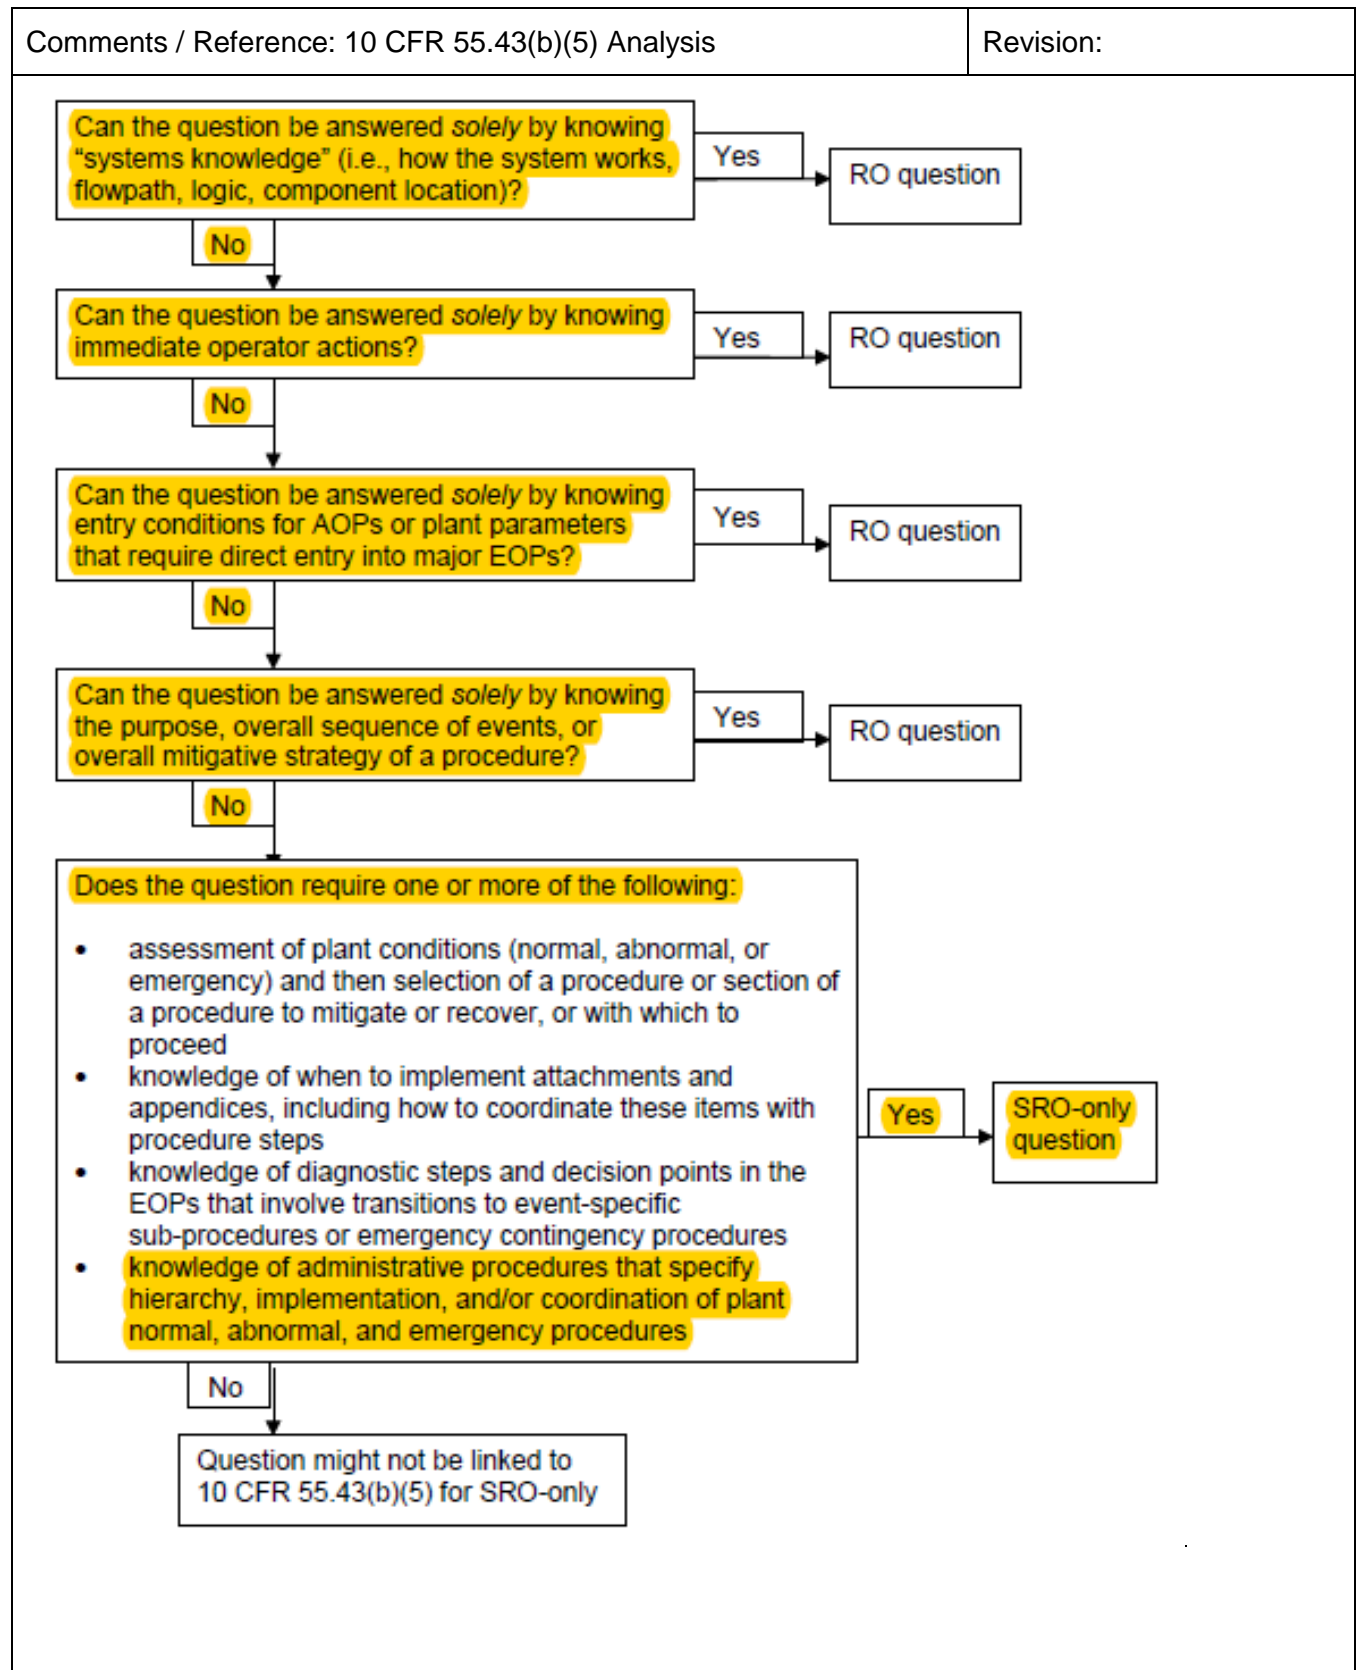 Comments / Reference: 10 CFR 55.43(b)(5) Analysis
Revision:
Can the question be answered solely by knowing
“systems knowledge” (i.e., how the system works,
flowpath, logic, component location)?
Yes
RO question
No
Can the question be answered solely by knowing
immediate operator actions?
Yes
RO question
No
Can the question be answered solely by knowing
entry conditions for AOPs or plant parameters
that require direct entry into major EOPs?
Yes
RO question
No
Can the question be answered solely by knowing
the purpose, overall sequence of events, or
overall mitigative strategy of a procedure?
Yes
RO question
No
Does the question require one or more of the following:
• assessment of plant conditions (normal, abnormal, or
emergency) and then selection of a procedure or section of
a procedure to mitigate or recover, or with which to
proceed
• knowledge of when to implement attachments and
appendices, including how to coordinate these items with
procedure steps
• knowledge of diagnostic steps and decision points in the
EOPs that involve transitions to event-specific
sub-procedures or emergency contingency procedures
• knowledge of administrative procedures that specify
hierarchy, implementation, and/or coordination of plant
normal, abnormal, and emergency procedures
Yes
SRO-only
question
No
Question might not be linked to
10 CFR 55.43(b)(5) for SRO-only